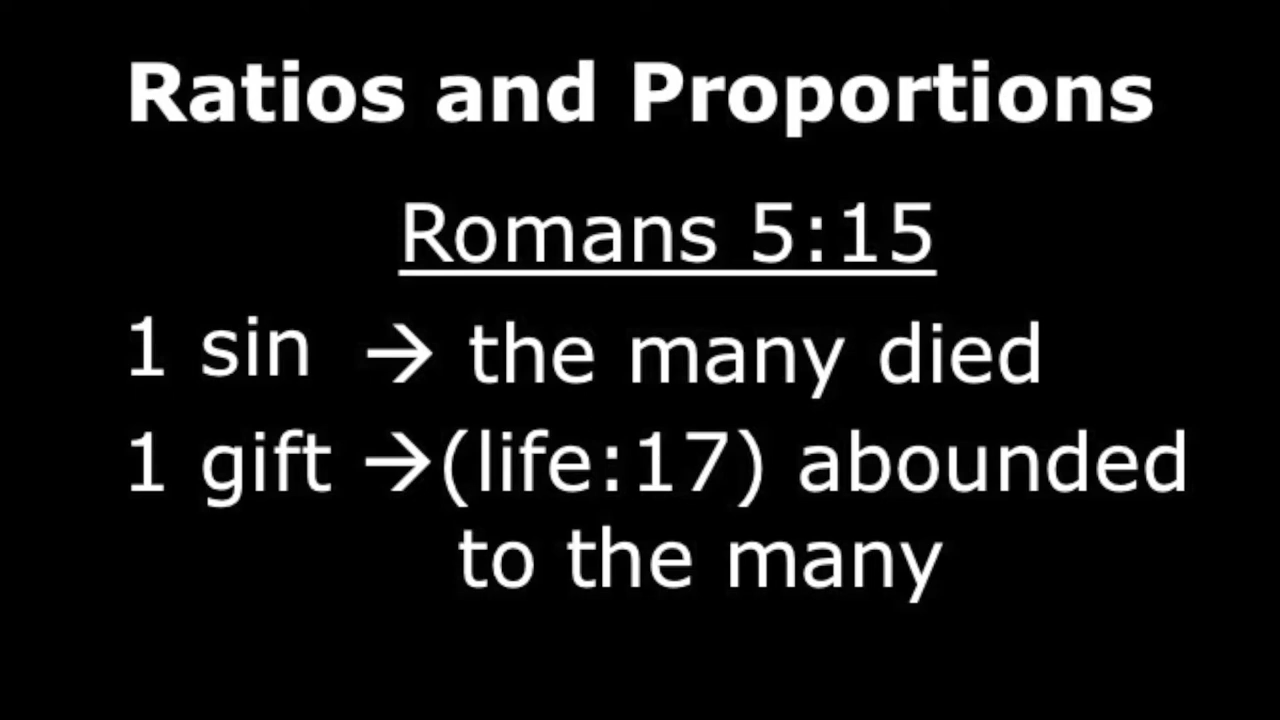 Ratios and Proportions
Romans 5:15
1 sin → the many died
1 gift →(life:17) abounded
to the many